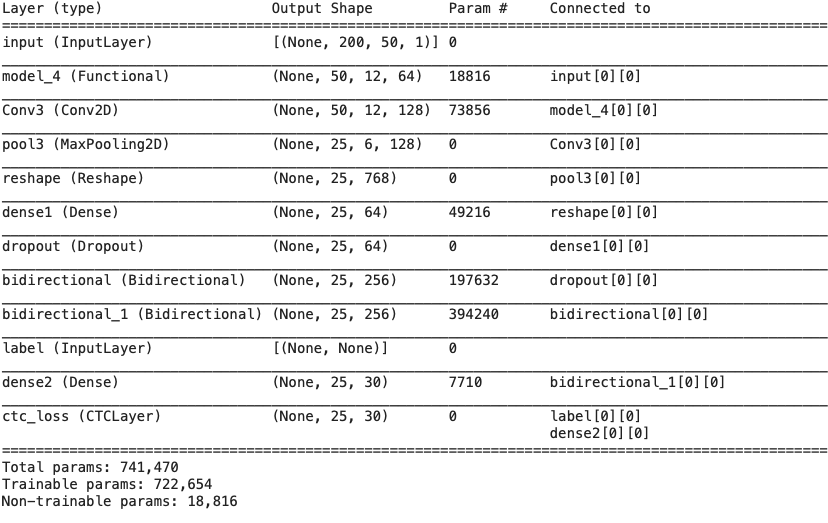 Layer (type) Output Shape Param # Connected to
==================================================================================================
input (InputLayer) [(None, 200, 50, 1)] 0
model_4 (Functional) (None, 50, 12, 64) 18816 input[0][0]
Conv3 (Conv2D) (None, 50, 12, 128) 73856 model_4[0][0]
pool3 (MaxPooling2D) (None, 25, 6, 128) 0 Conv3[0][0]
reshape (Reshape) (None, 25, 768) 0 pool3[0][0]
dense1 (Dense) (None, 25, 64) 49216 reshape[0][0]
dropout (Dropout) (None, 25, 64) 0 dense1[0][0]
bidirectional (Bidirectional) (None, 25, 256) 197632 dropout[0][0]
bidirectional_1 (Bidirectional) (None, 25, 256) 394240 bidirectional[0][0]
label (InputLayer) [(None, None)] 0
dense2 (Dense) (None, 25, 30) 7710 bidirectional_1[0][0]
ctc_loss (CTCLayer) (None, 25, 30) 0 label[0][0]
dense2[0][0]
==================================================================================================
Total params: 741,470
Trainable params: 722,654
Non-trainable params: 18,816